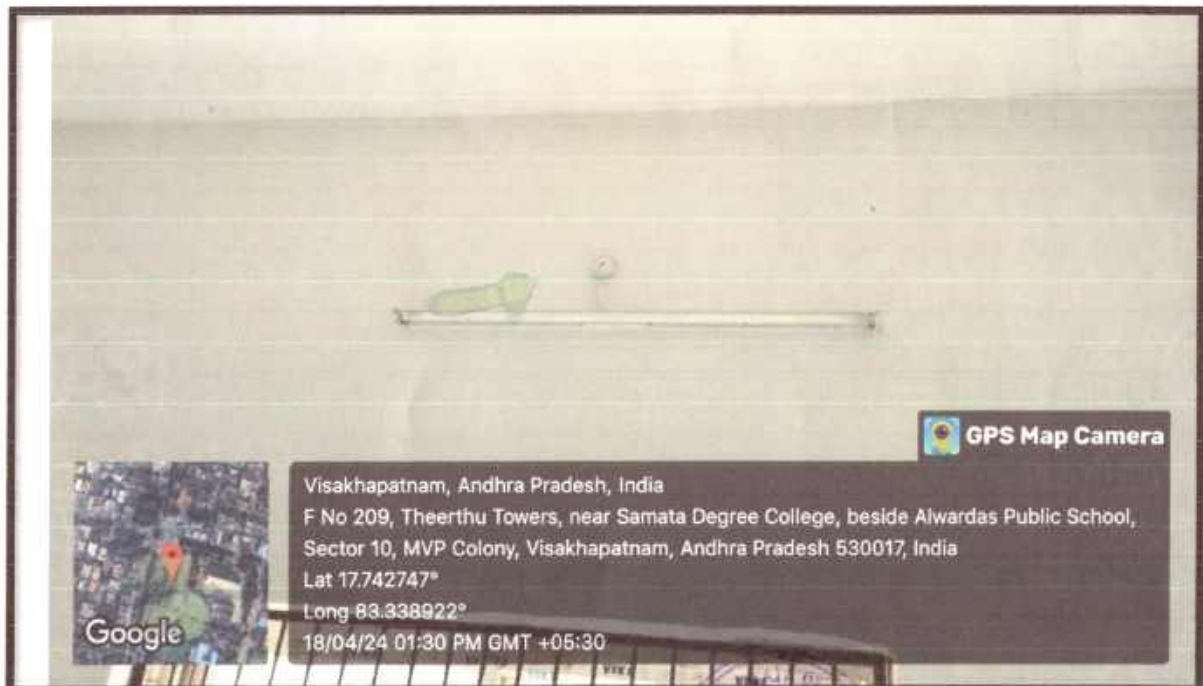 GPS Map Camera
Visakhapatnam, Andhra Pradesh, India
F No 209, Theerthu Towers, near Samata Degree College, beside Alwardas Public School,
Sector 10, MVP Colony, Visakhapatnam, Andhra Pradesh 530017, India
Lat 17.742747°
Long 83.338922°
18/04/24 01:30 PM GMT +05:30
Google